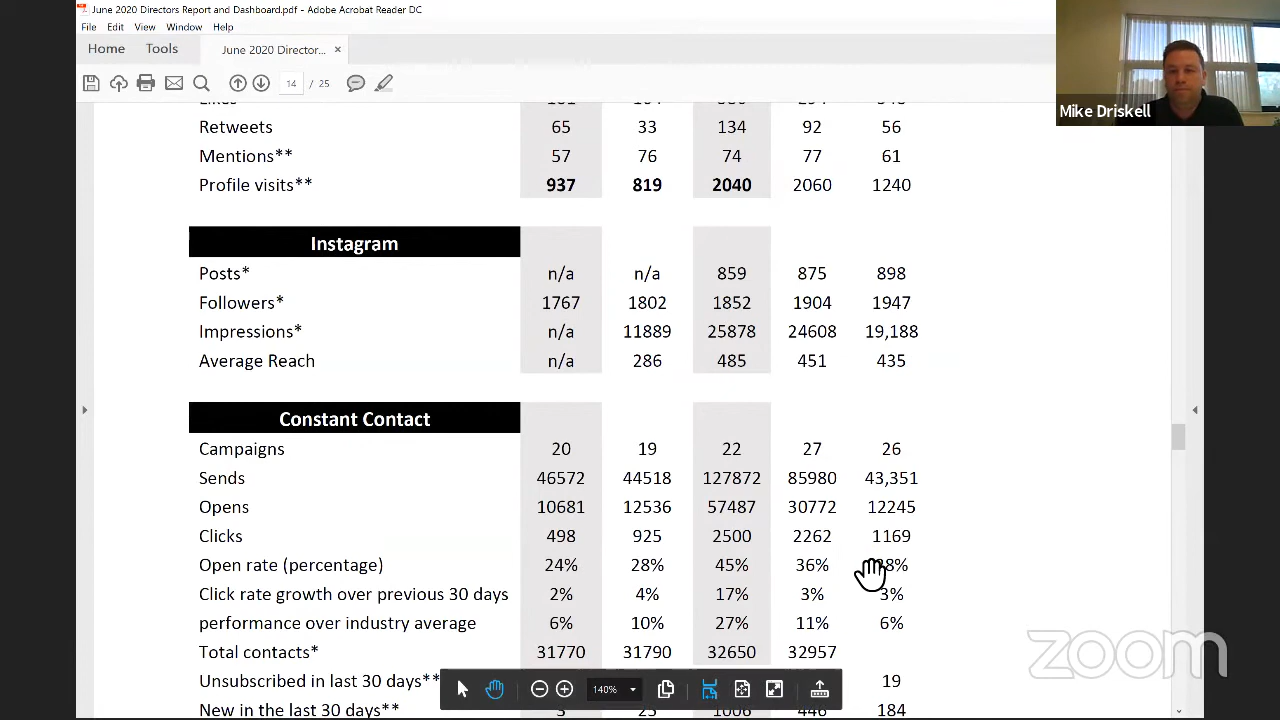 June 2020 Directors Report and Dashboard.pdf - Adobe Acrobat Reader DC
File Edit View Window Help
Home Tools June 2020 Director... ×
14 / 25
Mike Driskell
Likes
Retweets 65 33 134 92 56
Mentions** 57 76 74 77 61
Profile visits** 937 819 2040 2060 1240
Instagram
Posts* n/a n/a 859 875 898
Followers* 1767 1802 1852 1904 1947
Impressions* n/a 11889 25878 24608 19,188
Average Reach n/a 286 485 451 435
Constant Contact
Campaigns 20 19 22 27 26
Sends 46572 44518 127872 85980 43,351
Opens 10681 12536 57487 30772 12245
Clicks 498 925 2500 2262 1169
Open rate (percentage) 24% 28% 45% 36%
Click rate growth over previous 30 days 2% 4% 17% 3% 3%
performance over industry average 6% 10% 27% 11% 6%
Total contacts* 31770 31790 32650 32957
Unsubscribed in last 30 days** 19
New in the last 30 days** 184
140%
zoom